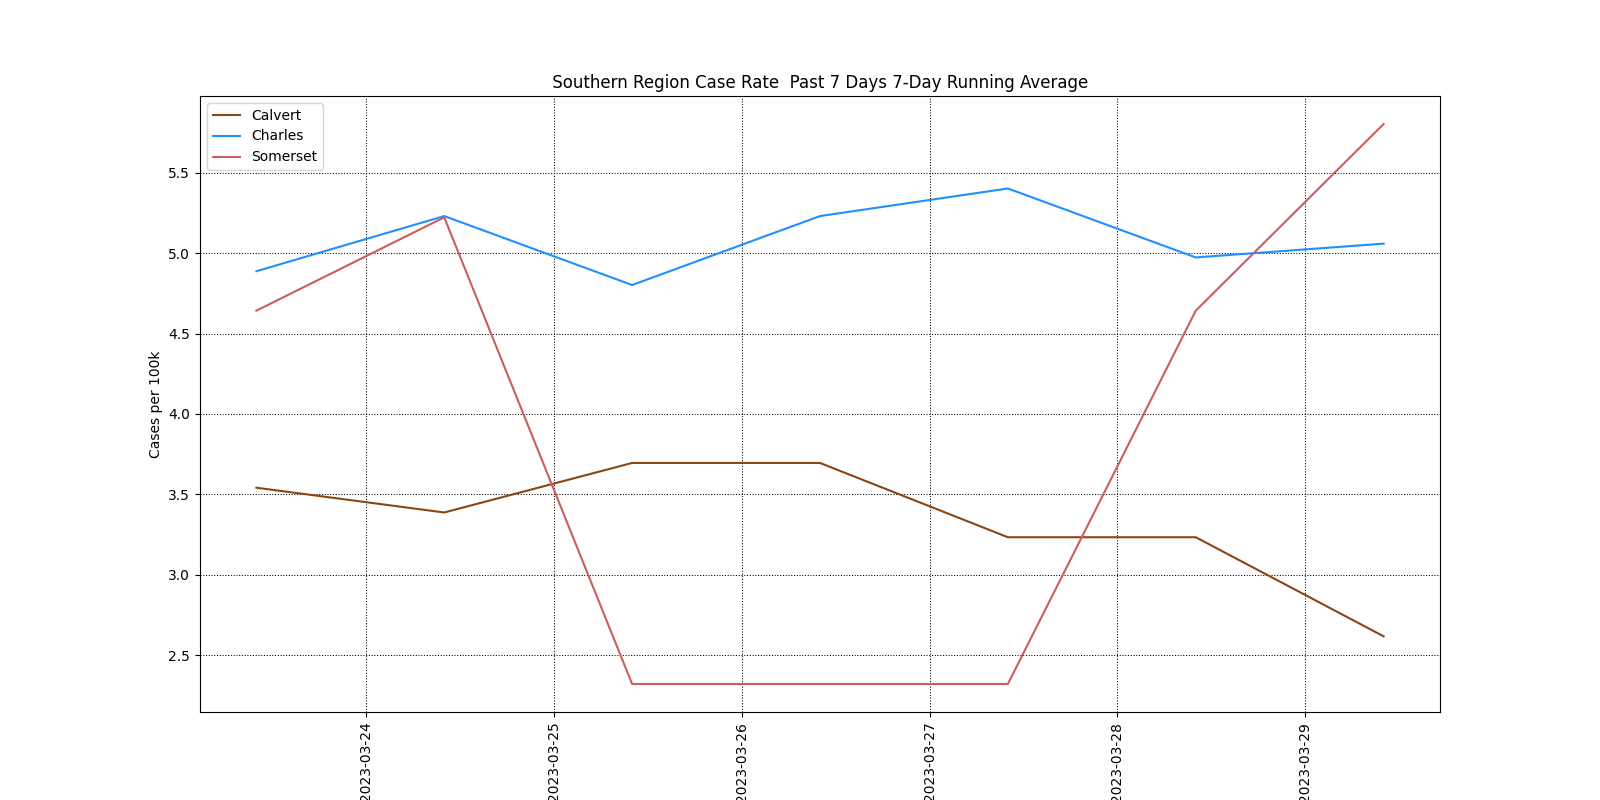 Southern Region Case Rate  Past 7 Days 7-Day Running Average
Calvert
Charles
Somerset
Cases per 100k
5.5
5.0
4.5
4.0
3.5
3.0
2.5
2023-03-24
2023-03-25
2023-03-26
2023-03-27
2023-03-28
2023-03-29